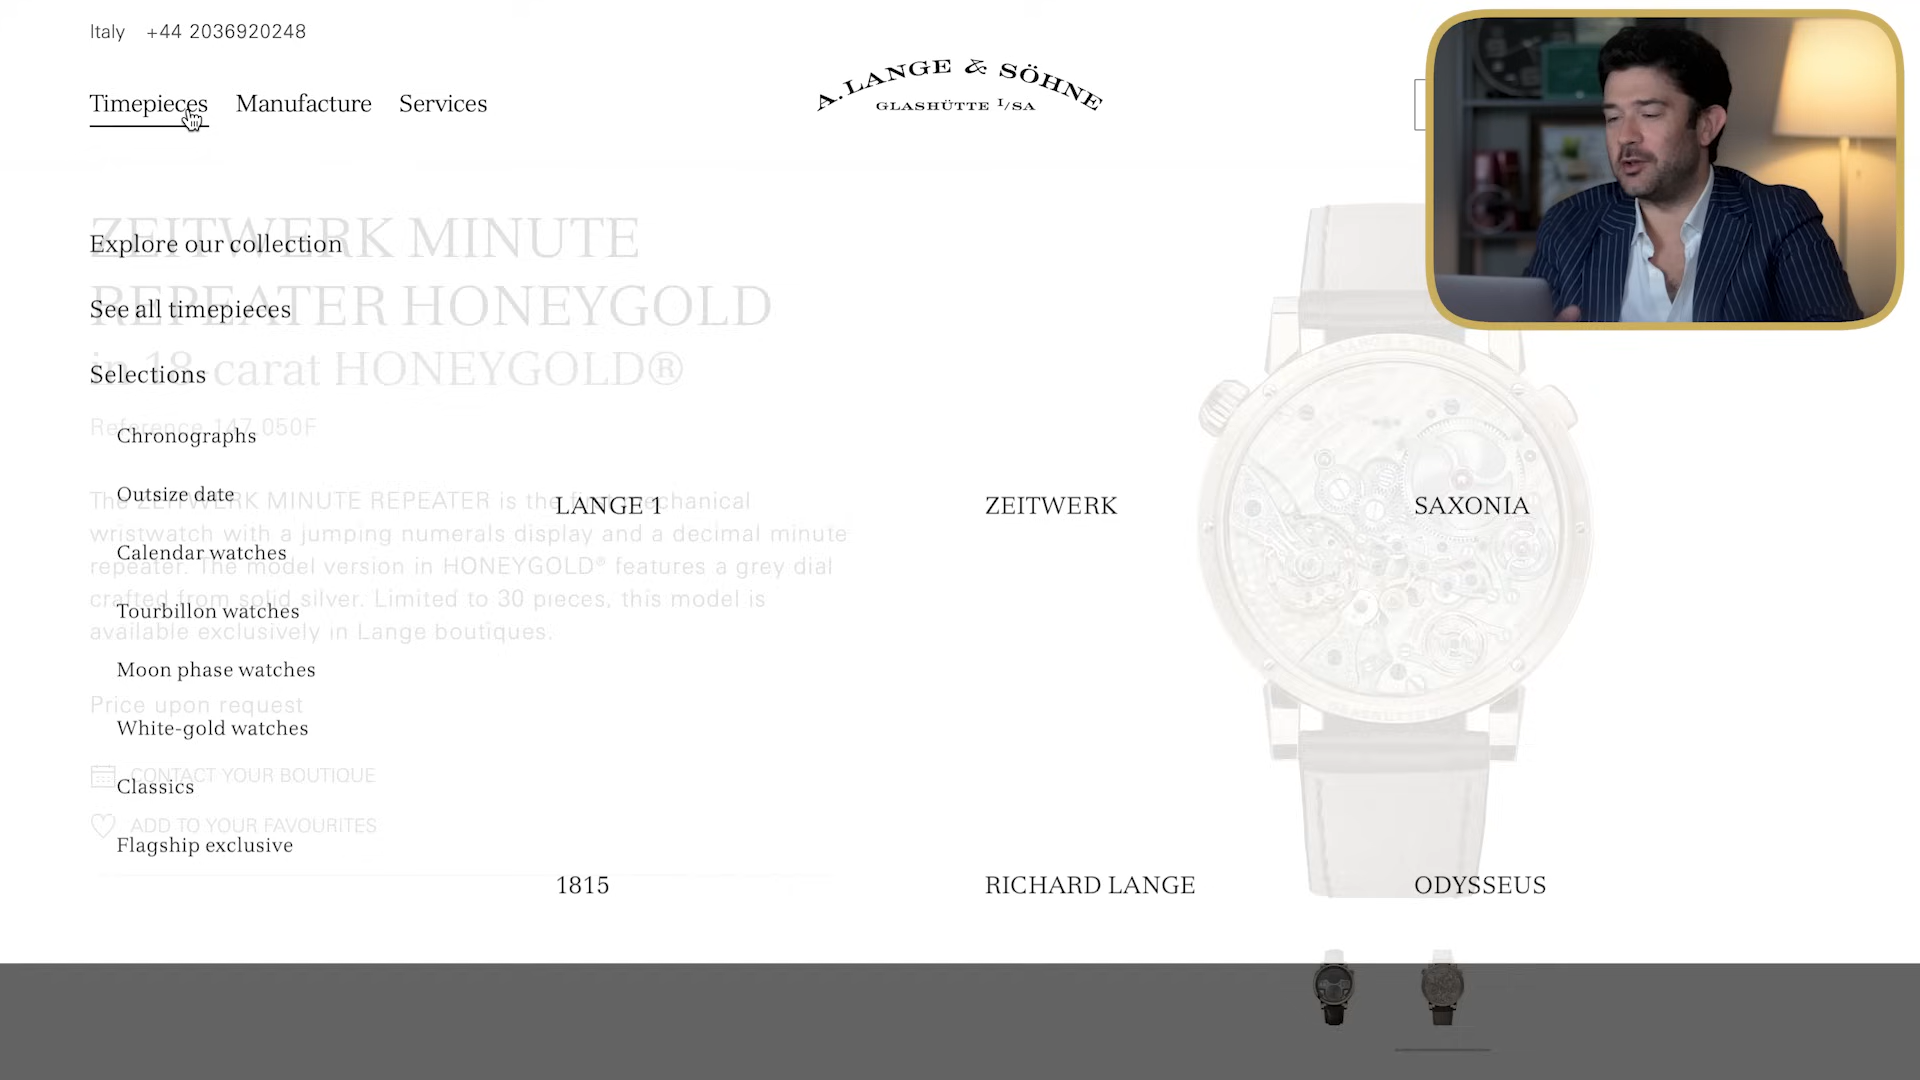 Italy +44 2036920248
A. LANGE & SÖHNE
GLASHÜTTE I/SA
Timepieces Manufacture Services
ZEITWERK MINUTE
REPEATER HONEYGOLD
in 18-carat HONEYGOLD®
Reference 147.050F
The ZEITWERK MINUTE REPEATER is the first mechanical
wristwatch with a jumping numerals display and a decimal minute
repeater. The model version in HONEYGOLD® features a grey dial
crafted from solid silver. Limited to 30 pieces, this model is
available exclusively in Lange boutiques.
Price upon request
CONTACT YOUR BOUTIQUE
ADD TO YOUR FAVOURITES
Explore our collection
See all timepieces
Selections
Chronographs
Outsize date
Calendar watches
Tourbillon watches
Moon phase watches
White-gold watches
Classics
Flagship exclusive
LANGE 1
ZEITWERK
SAXONIA
1815
RICHARD LANGE
ODYSSEUS